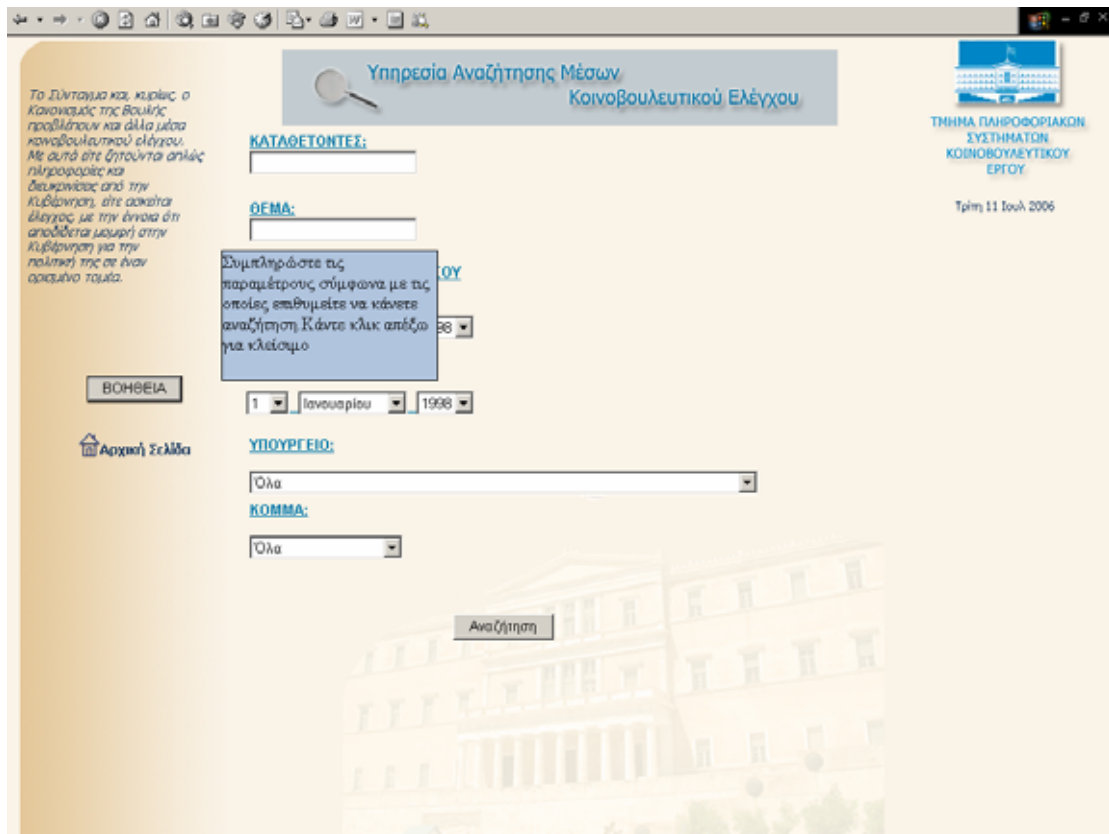 Υπηρεσία Αναζήτησης Μέσων
Κοινοβουλευτικού Ελέγχου
Το Σύνταγμα και, κυρίως, ο
Κανονισμός της Βουλής
προβλέπουν και άλλα μέσα
κοινοβουλευτικού ελέγχου.
Με αυτά είτε ζητούνται απλώς
πληροφορίες και
διευκρινίσεις από την
Κυβέρνηση, είτε ασκείται
έλεγχος, με την έννοια ότι
αποδίδεται μομφή στην
Κυβέρνηση για την
πολιτική της σε έναν
ορισμένο τομέα.
ΒΟΗΘΕΙΑ
Αρχική Σελίδα
ΚΑΤΑΘΕΤΟΝΤΕΣ:
ΘΕΜΑ:
Συμπληρώστε τις
παραμέτρους σύμφωνα με τις
οποίες επιθυμείτε να κάνετε
αναζήτηση.Κάντε κλικ απέξω
για κλείσιμο
ΟΥ
98
1 Ιανουαρίου 1998
ΥΠΟΥΡΓΕΙΟ:
Όλα
ΚΟΜΜΑ:
Όλα
Αναζήτηση
ΤΜΗΜΑ ΠΛΗΡΟΦΟΡΙΑΚΩΝ
ΣΥΣΤΗΜΑΤΩΝ
ΚΟΙΝΟΒΟΥΛΕΥΤΙΚΟΥ
ΕΡΓΟΥ
Τρίτη 11 Ιουλ 2006